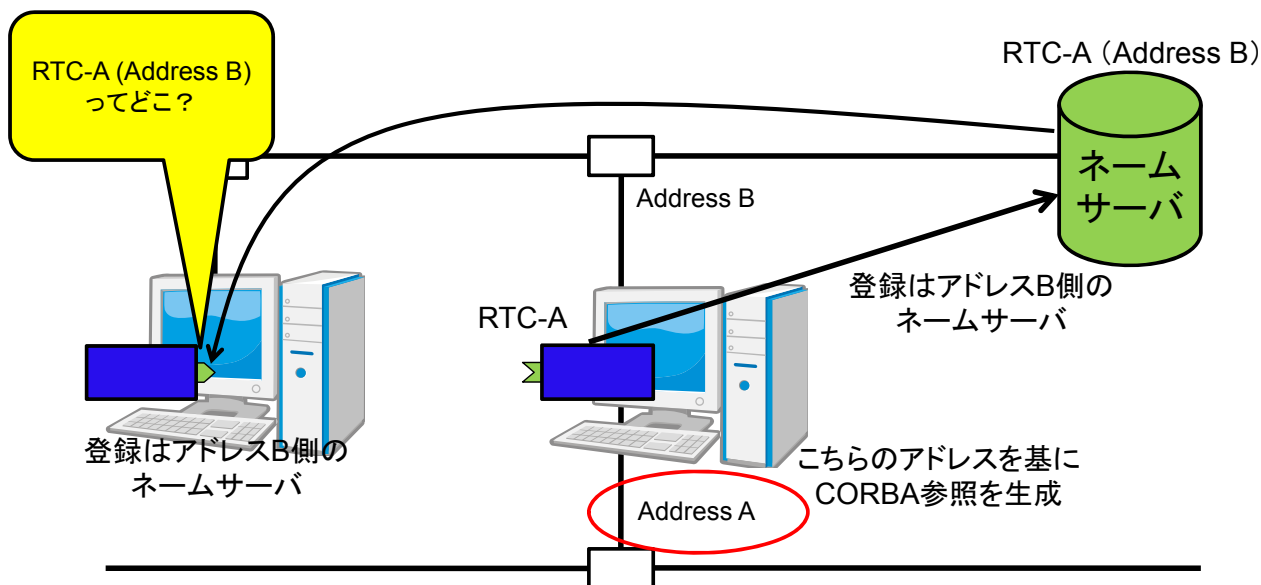 RTC-A (Address B)
ってどこ?
RTC-A (Address B)
ネーム
サーバ
Address B
登録はアドレスB側の
ネームサーバ
RTC-A
登録はアドレスB側の
ネームサーバ
こちらのアドレスを基に
CORBA参照を生成
Address A